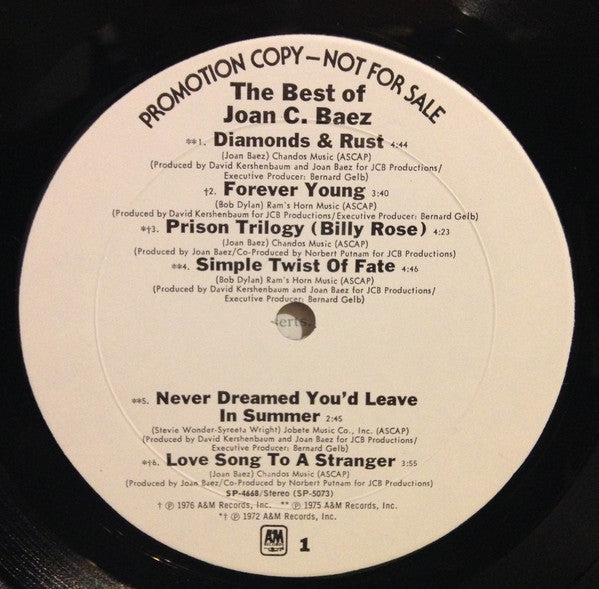 PROMOTION COPY—NOT FOR SALE
The Best of
Joan C. Baez
**1. Diamonds & Rust 4:44
(Joan Baez) Chandos Music (ASCAP)
(Produced by David Kershenbaum and Joan Baez for JCB Productions/
Executive Producer: Bernard Gelb)
†2. Forever Young 3:40
(Bob Dylan) Ram's Horn Music (ASCAP)
(Produced by David Kershenbaum for JCB Productions/Executive Producer: Bernard Gelb)
*†3. Prison Trilogy (Billy Rose) 4:23
(Joan Baez) Chandos Music (ASCAP)
(Produced by Joan Baez/Co-Produced by Norbert Putnam for JCB Productions)
**4. Simple Twist Of Fate 4:46
(Bob Dylan) Ram's Horn Music (ASCAP)
(Produced by David Kershenbaum and Joan Baez for JCB Productions/
Executive Producer: Bernard Gelb)
**5. Never Dreamed You'd Leave
In Summer 2:45
(Stevie Wonder-Syreeta Wright) Jobete Music Co., Inc. (ASCAP)
(Produced by David Kershenbaum and Joan Baez for JCB Productions/
Executive Producer: Bernard Gelb)
*†6. Love Song To A Stranger 3:55
(Joan Baez) Chandos Music (ASCAP)
(Produced by Joan Baez/Co-Produced by Norbert Putnam for JCB Productions)
SP-4668/Stereo (SP-5073)
† ℗ 1976 A&M Records, Inc. ** ℗ 1975 A&M Records, Inc.
*† ℗ 1972 A&M Records, Inc.
A&M 1